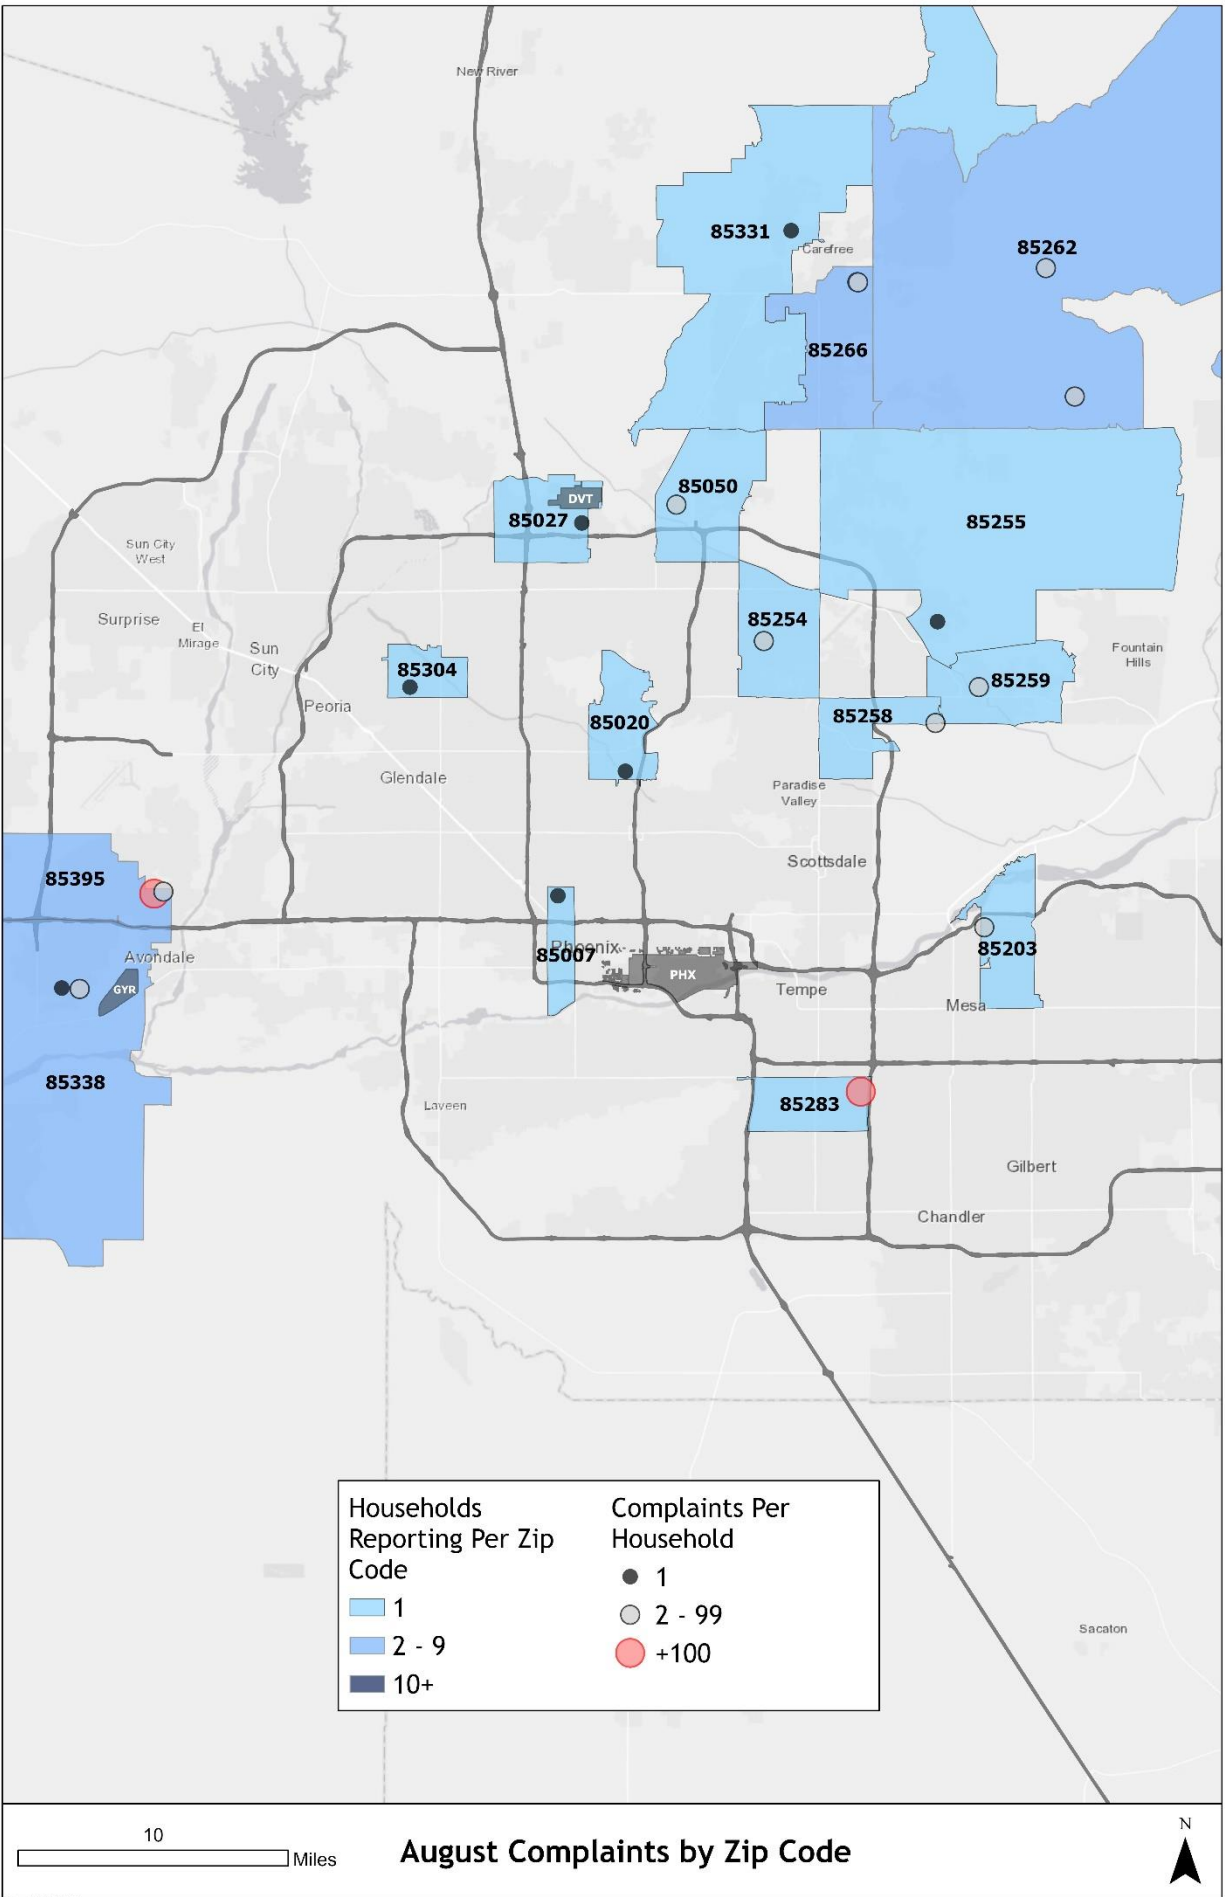 New River
85331
Carefree
85262
85266
85050
DVT
85027
85255
Sun City
West
Surprise
El
Mirage
Sun
City
85254
Fountain
Hills
85304
85259
Peoria
85020
85258
Glendale
Paradise
Valley
Scottsdale
85395
Avondale
Phoenix
85007
85203
PHX
GYR
Tempe
Mesa
85338
Laveen
85283
Gilbert
Chandler
Households
Reporting Per Zip
Code
1
2 - 9
10+
Complaints Per
Household
1
2 - 99
+100
Sacaton
10
Miles
August Complaints by Zip Code
N